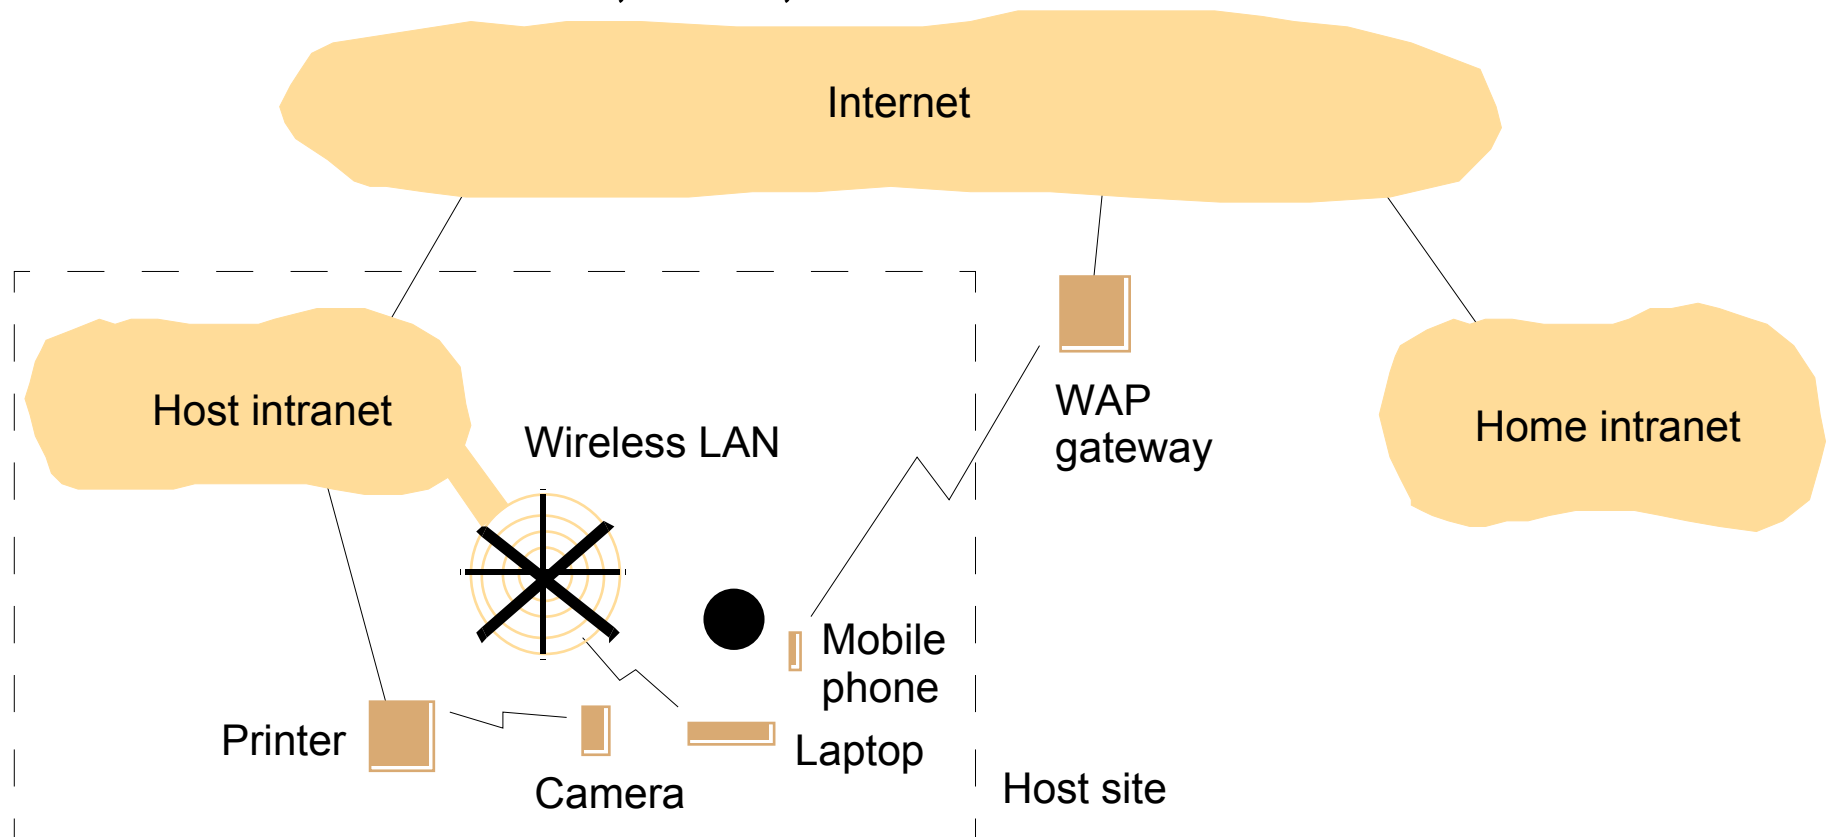 Internet
Host intranet
Wireless LAN
WAP
gateway
Home intranet
Mobile
phone
Printer
Laptop
Camera
Host site